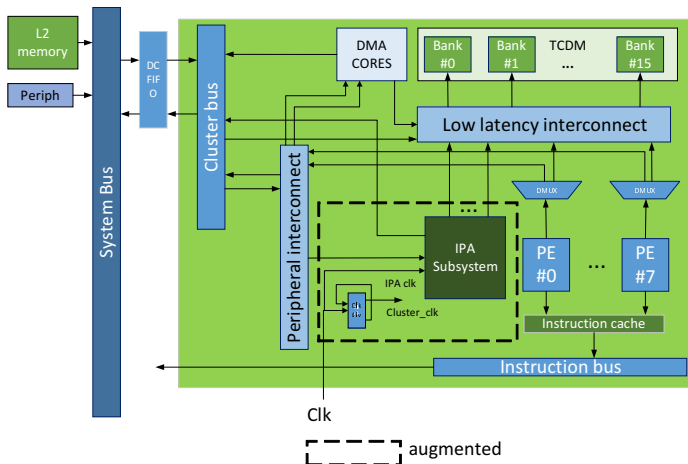 L2
memory
Periph
System Bus
DC
FIF
O
Cluster bus
DMA
CORES
Peripheral interconnect
Bank
#0
Bank
#1
TCDM
...
Bank
#15
Low latency interconnect
DMUX
DMUX
...
IPA
Subsystem
PE
#0
...
PE
#7
IPA clk
Cluster_clk
Instruction cache
Instruction bus
Clk
augmented